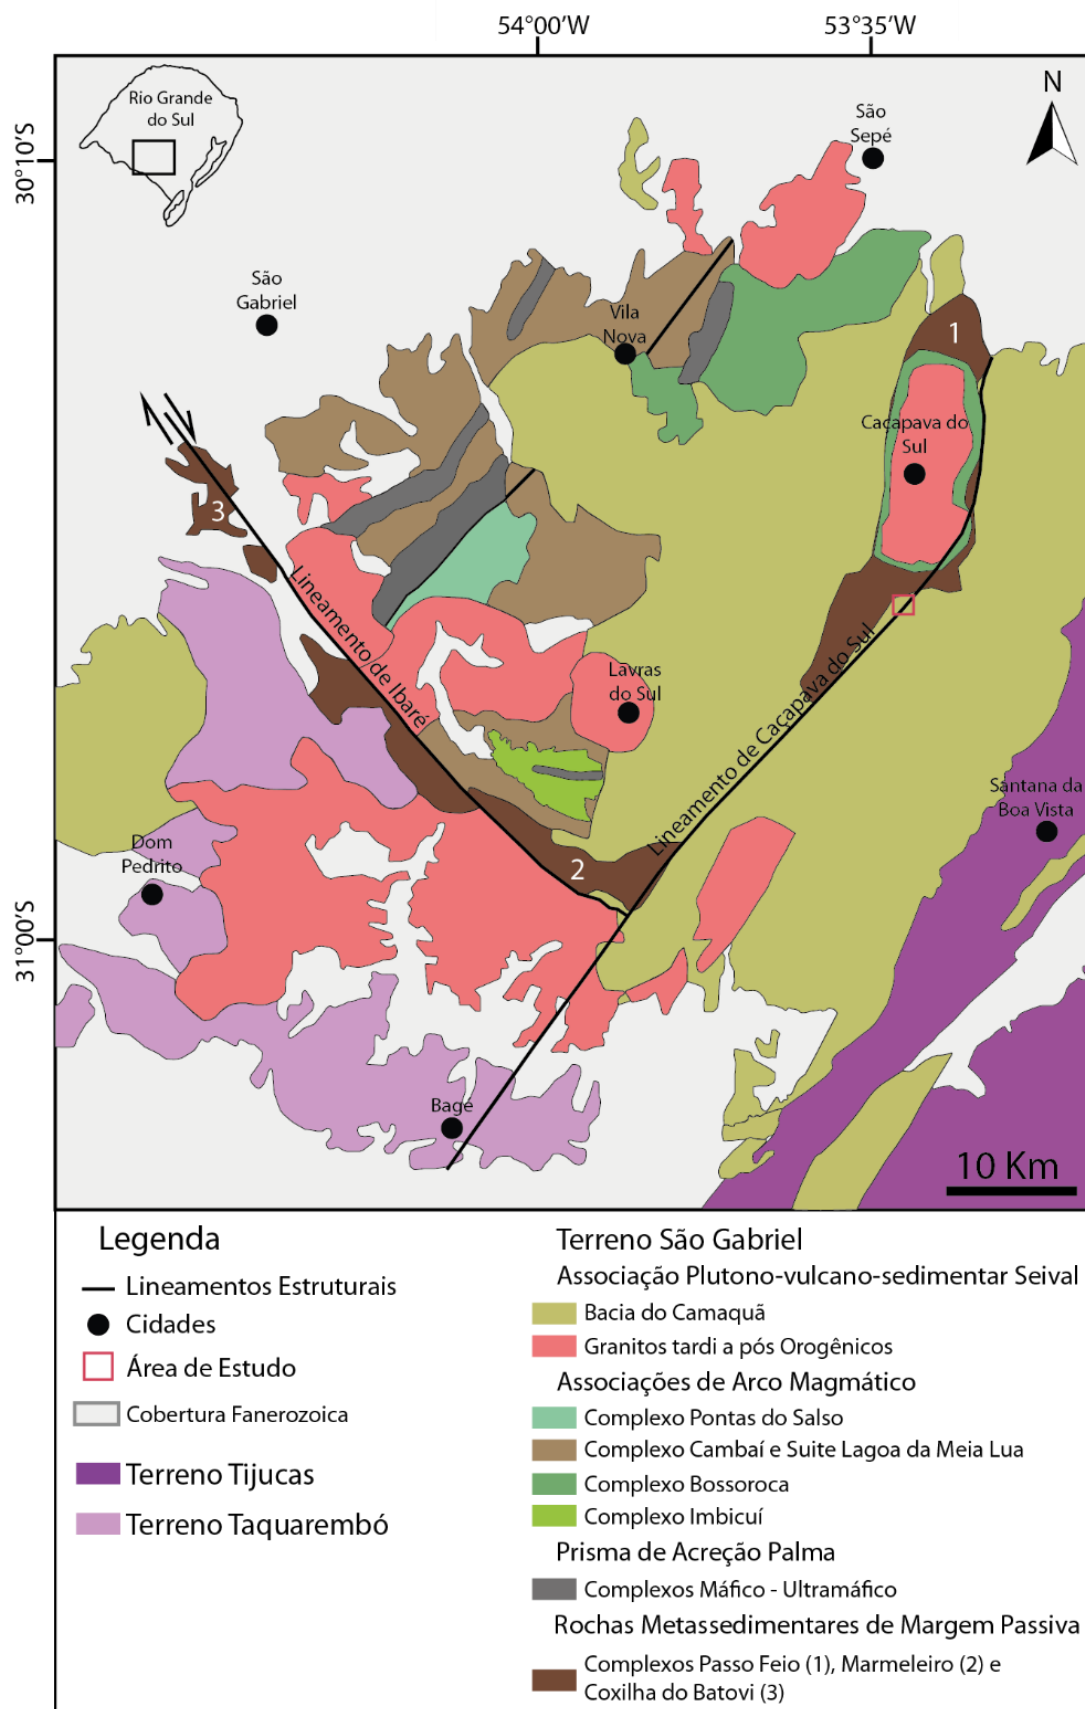 54°00'W
53°35'W
30°10'S
31°00'S
Rio Grande
do Sul
N
São
Sepé
São
Gabriel
Vila
Nova
1
Caçapava do
Sul
3
Lineamento de Ibaré
Lavras
do Sul
Lineamento de Caçapava do Sul
Santana da
Boa Vista
Dom
Pedrito
2
Bagé
10 Km
Legenda
Lineamentos Estruturais
Cidades
Área de Estudo
Cobertura Fanerozoica
Terreno Tijucas
Terreno Taquarembó
Terreno São Gabriel
Associação Plutono-vulcano-sedimentar Seival
Bacia do Camaquã
Granitos tardi a pós Orogênicos
Associações de Arco Magmático
Complexo Pontas do Salso
Complexo Cambaí e Suite Lagoa da Meia Lua
Complexo Bossoroca
Complexo Imbicuí
Prisma de Acreção Palma
Complexos Máfico - Ultramáfico
Rochas Metassedimentares de Margem Passiva
Complexos Passo Feio (1), Marmeleiro (2) e
Coxilha do Batovi (3)